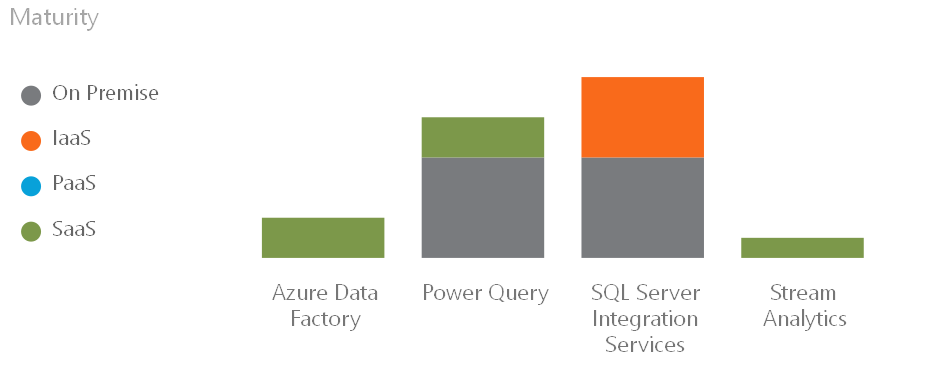 Maturity
On Premise
IaaS
PaaS
SaaS
Azure Data
Factory
Power Query
SQL Server
Integration
Services
Stream
Analytics